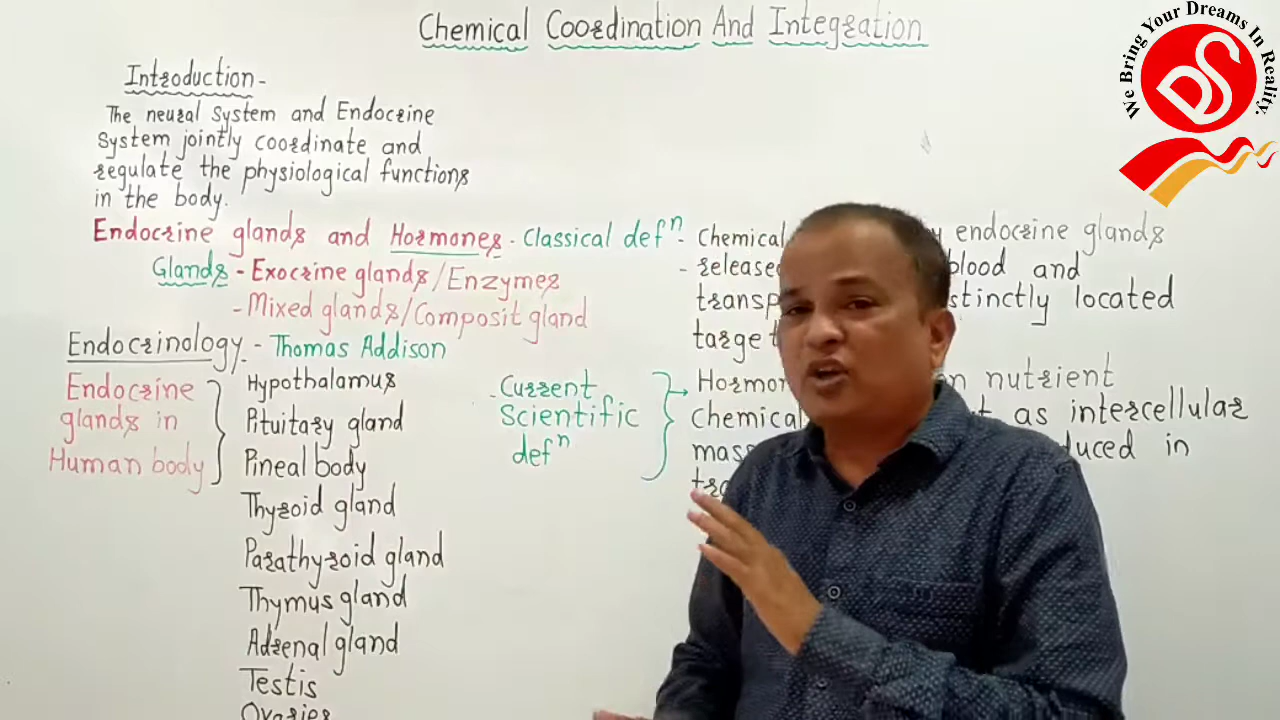 Chemical Coordination And Integration
We Bring Your Dreams In Reality.
DS
Introduction -
The neural System and Endocrine
System jointly coordinate and
regulate the physiological functions
in the body.
Endocrine glands and Hormones - Classical defⁿ - Chemical endocrine glands
Glands - Exocrine glands/Enzymes - released blood and
- Mixed glands/Composit gland located
Endocrinology - Thomas Addison
Endocrine
glands in
Human body
Hypothalamus
Pituitary gland
Pineal body
Thyroid gland
Parathyroid gland
Thymus gland
Adrenal gland
Testis
Ovaries
- Current
Scientific
defⁿ
nutrient
Chemical as intercellular
in